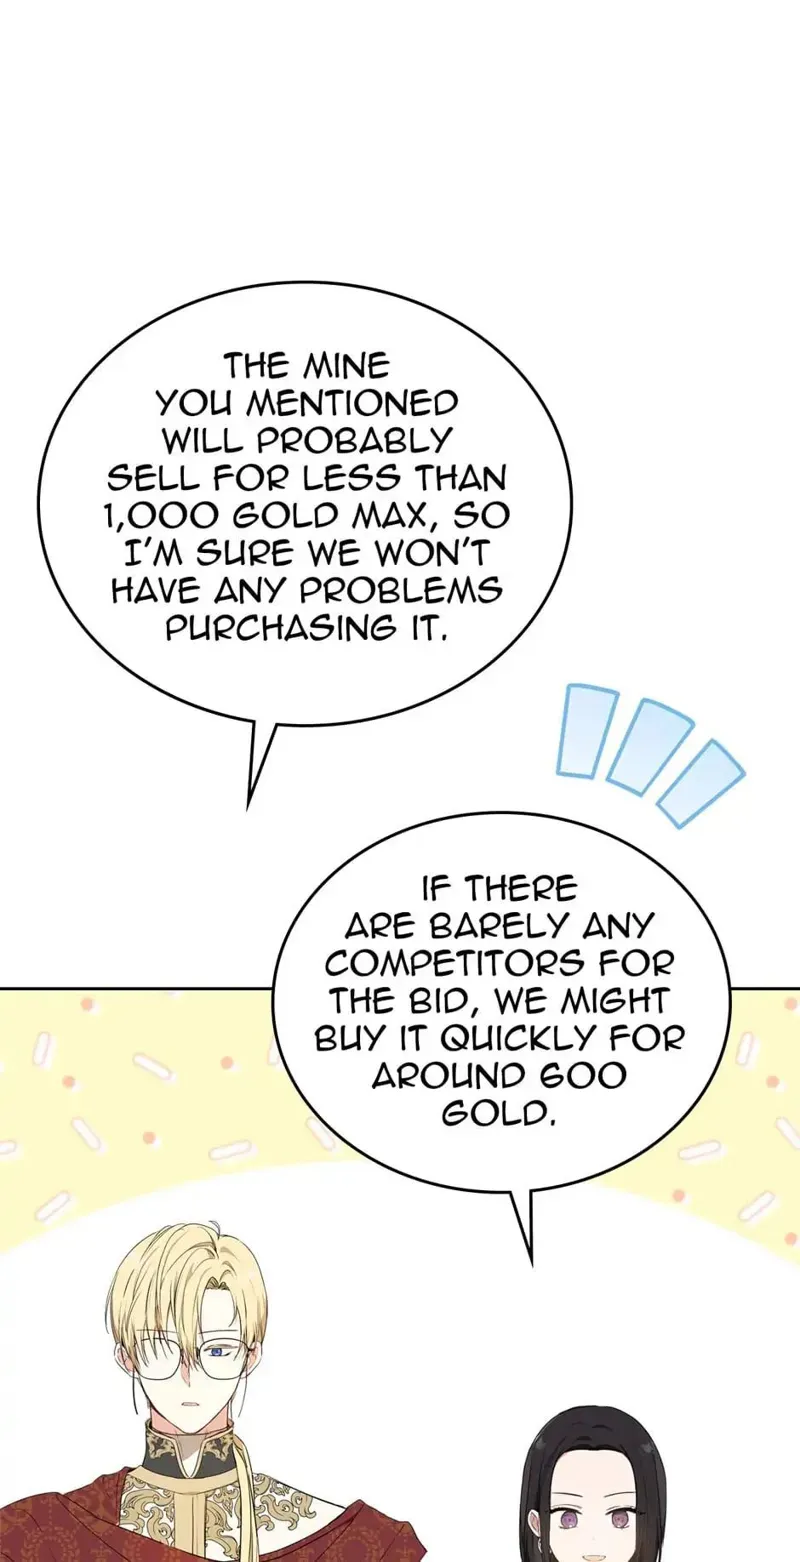 THE MINE
YOU MENTIONED
WILL PROBABLY
SELL FOR LESS THAN
1,000 GOLD MAX, SO
I'M SURE WE WON'T
HAVE ANY PROBLEMS
PURCHASING IT.
IF THERE
ARE BARELY ANY
COMPETITORS FOR
THE BID, WE MIGHT
BUY IT QUICKLY FOR
AROUND 600
GOLD.